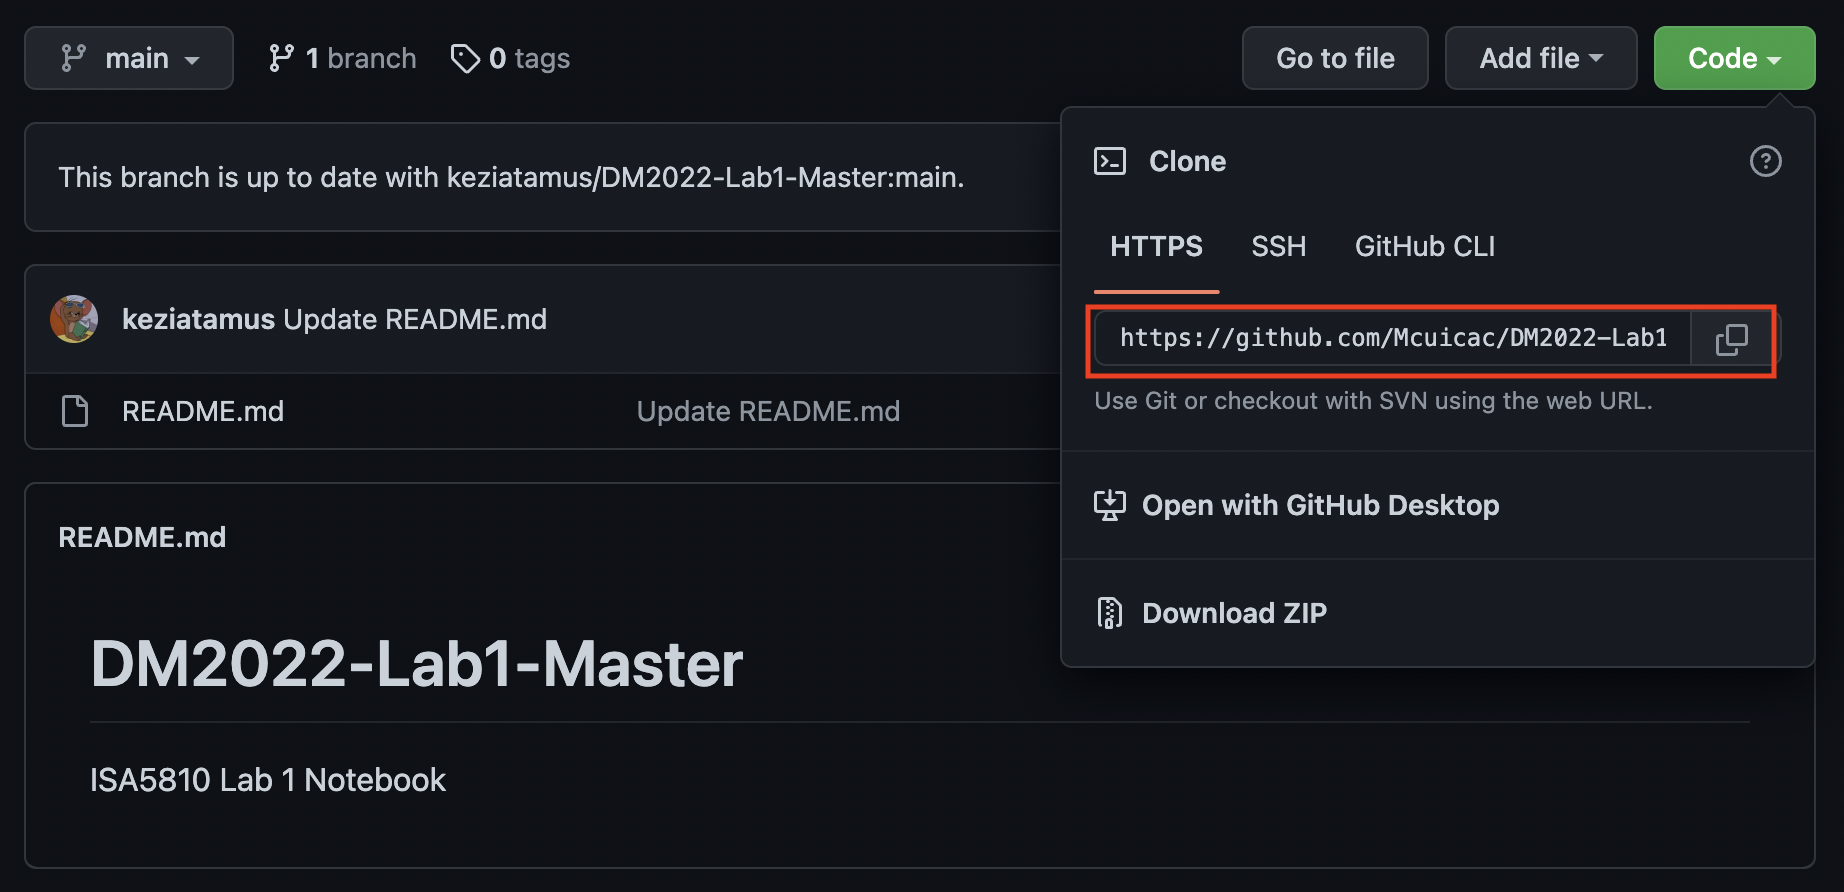 main
1 branch
0 tags
Go to file
Add file
Code
This branch is up to date with keziatamus/DM2022-Lab1-Master:main.
keziatamus Update README.md
README.md Update README.md
README.md
DM2022-Lab1-Master
ISA5810 Lab 1 Notebook
Clone
HTTPS SSH GitHub CLI
https://github.com/Mcuicac/DM2022-Lab1
Use Git or checkout with SVN using the web URL.
Open with GitHub Desktop
Download ZIP